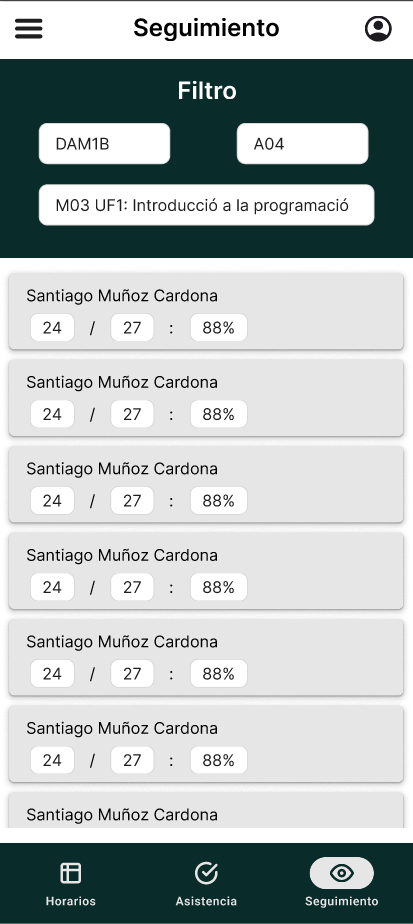 Seguimiento
Filtro
DAM1B A04
M03 UF1: Introducció a la programació
Santiago Muñoz Cardona
24 / 27 : 88%
Santiago Muñoz Cardona
24 / 27 : 88%
Santiago Muñoz Cardona
24 / 27 : 88%
Santiago Muñoz Cardona
24 / 27 : 88%
Santiago Muñoz Cardona
24 / 27 : 88%
Santiago Muñoz Cardona
24 / 27 : 88%
Santiago Muñoz Cardona
Horarios Asistencia Seguimiento